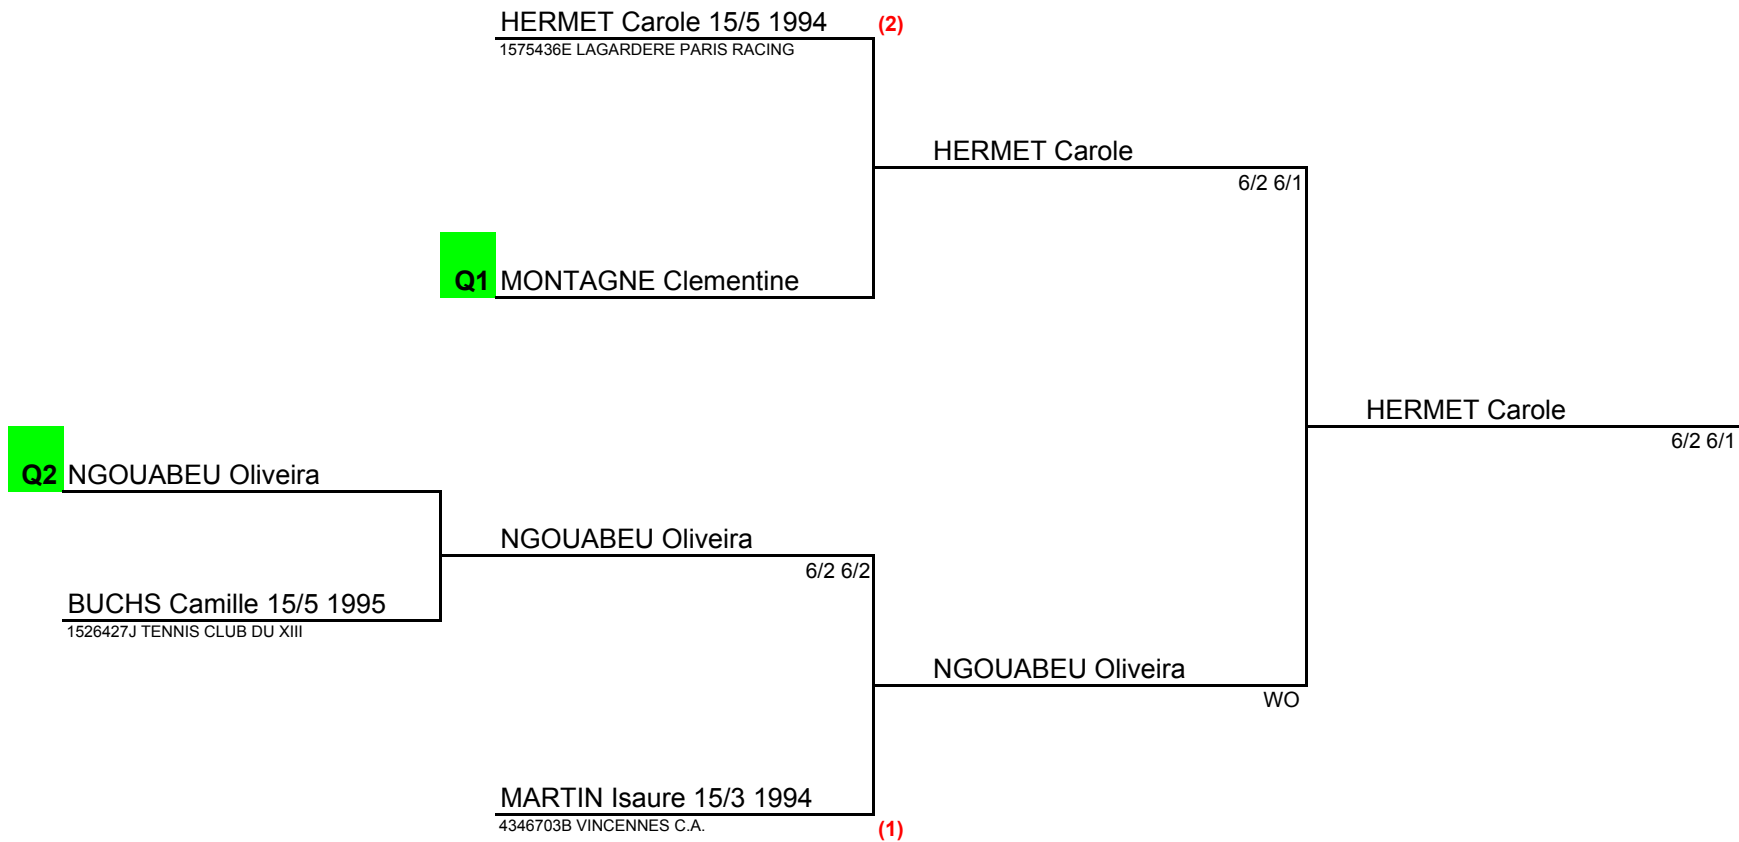 HERMET Carole 15/5 1994 (2)
1575436E LAGARDERE PARIS RACING
HERMET Carole
6/2 6/1
Q1 MONTAGNE Clementine
HERMET Carole
6/2 6/1
Q2 NGOUABEU Oliveira
NGOUABEU Oliveira
6/2 6/2
BUCHS Camille 15/5 1995
1526427J TENNIS CLUB DU XIII
NGOUABEU Oliveira
WO
MARTIN Isaure 15/3 1994
4346703B VINCENNES C.A. (1)